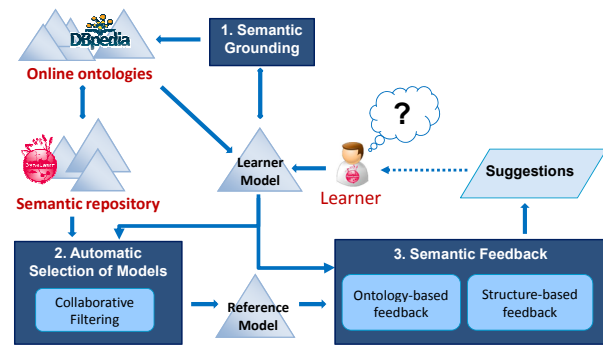 DBpedia
1. Semantic
Grounding
Online ontologies
?
Learner
Model
Learner
Suggestions
Semantic repository
2. Automatic
Selection of Models
Collaborative
Filtering
Reference
Model
3. Semantic Feedback
Ontology-based
feedback
Structure-based
feedback